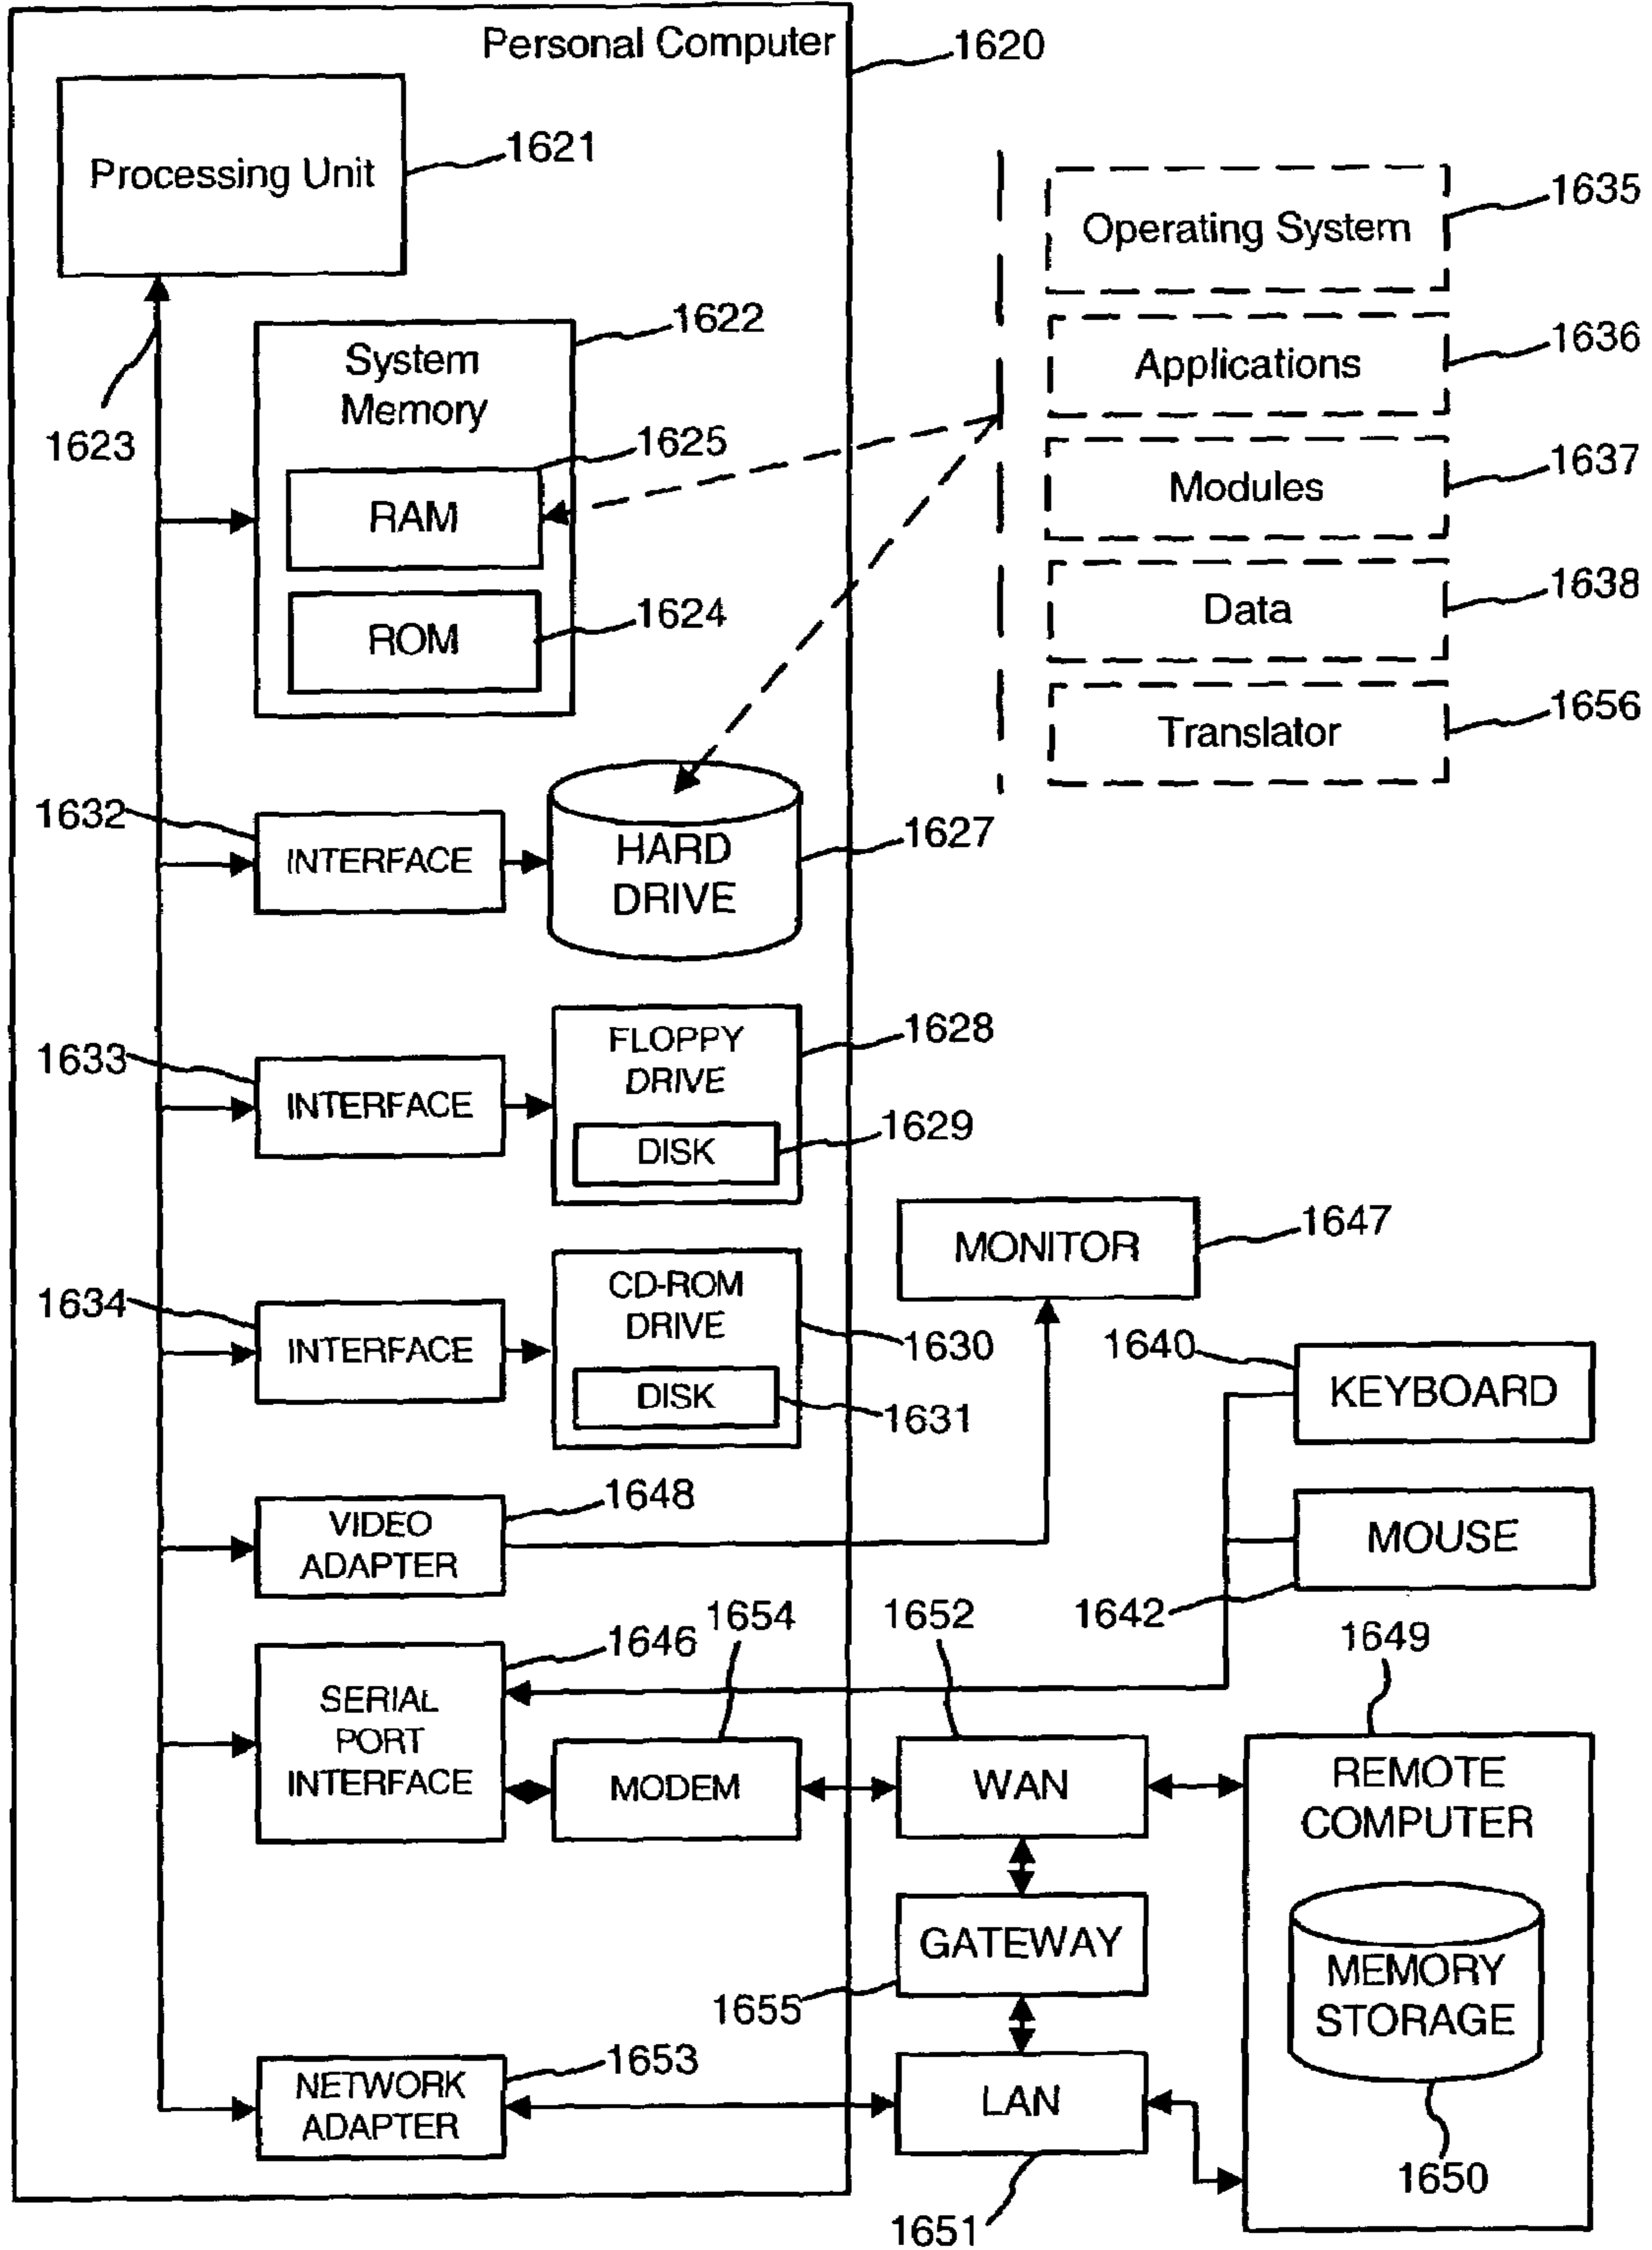 Personal Computer
1620
Processing Unit
1621
1623
System
Memory
1622
RAM
1625
ROM
1624
Operating System
1635
Applications
1636
Modules
1637
Data
1638
Translator
1656
1632
INTERFACE
HARD
DRIVE
1627
1633
INTERFACE
FLOPPY
DRIVE
1628
DISK
1629
1634
INTERFACE
CD-ROM
DRIVE
1630
DISK
1631
MONITOR
1647
1640
KEYBOARD
MOUSE
1642
VIDEO
ADAPTER
1648
SERIAL
PORT
INTERFACE
1646
1654
MODEM
1652
WAN
1649
REMOTE
COMPUTER
GATEWAY
1655
MEMORY
STORAGE
1650
NETWORK
ADAPTER
1653
LAN
1651